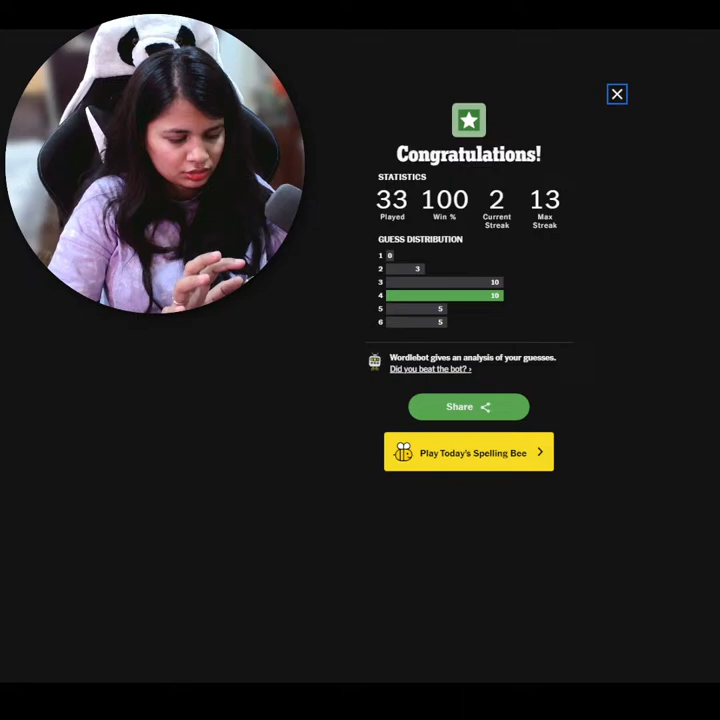 Congratulations!
STATISTICS
33 100 2 13
Played Win % Current Streak Max Streak
GUESS DISTRIBUTION
1 0
2 3
3 10
4 10
5 5
6 5
Wordlebot gives an analysis of your guesses.
Did you beat the bot? ›
Share
Play Today's Spelling Bee